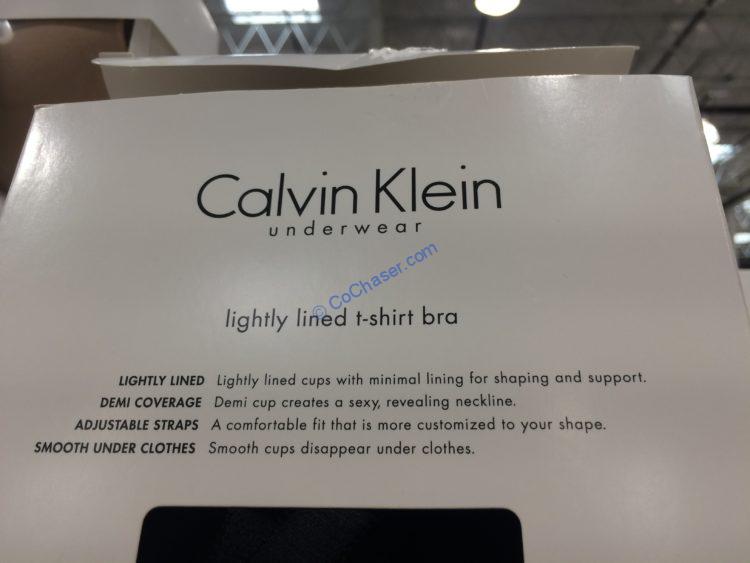 Calvin Klein
underwear
© CoChaser.com
lightly lined t-shirt bra
LIGHTLY LINED Lightly lined cups with minimal lining for shaping and support.
DEMI COVERAGE Demi cup creates a sexy, revealing neckline.
ADJUSTABLE STRAPS A comfortable fit that is more customized to your shape.
SMOOTH UNDER CLOTHES Smooth cups disappear under clothes.